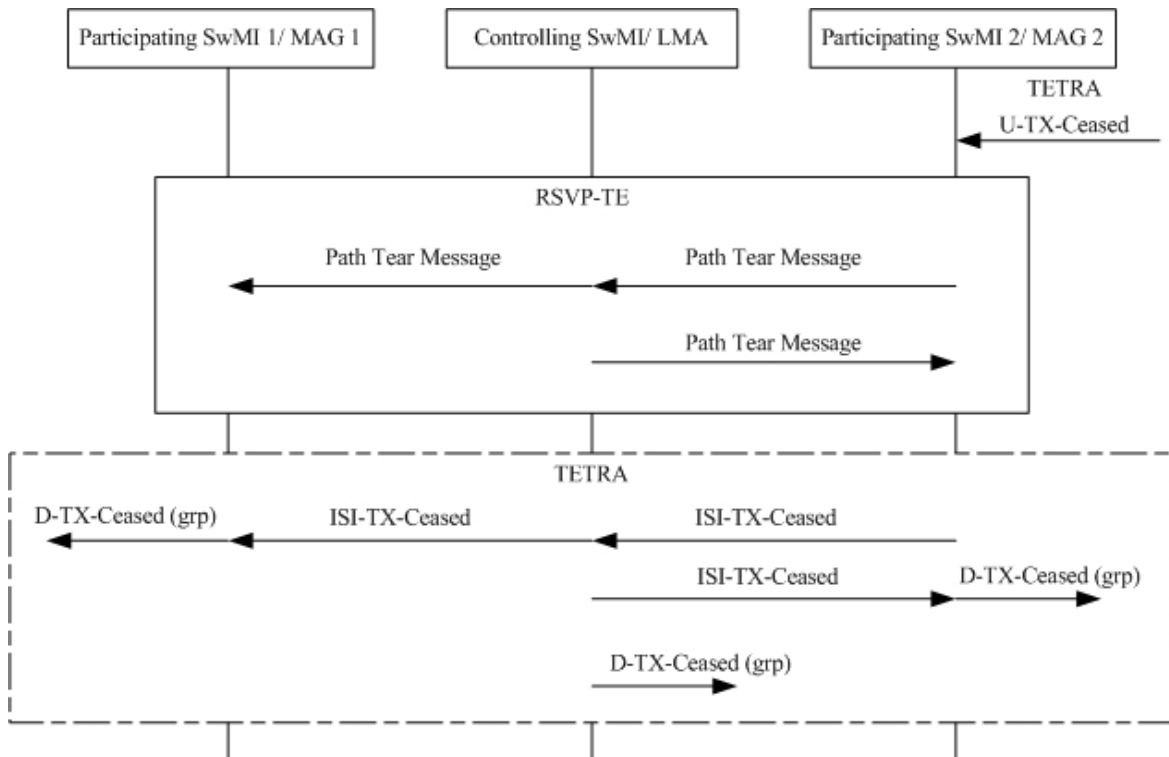 Participating SwMI 1/ MAG 1
Controlling SwMI/ LMA
Participating SwMI 2/ MAG 2
TETRA
U-TX-Ceased
RSVP-TE
Path Tear Message
Path Tear Message
Path Tear Message
TETRA
D-TX-Ceased (grp)
ISI-TX-Ceased
ISI-TX-Ceased
ISI-TX-Ceased
D-TX-Ceased (grp)
D-TX-Ceased (grp)